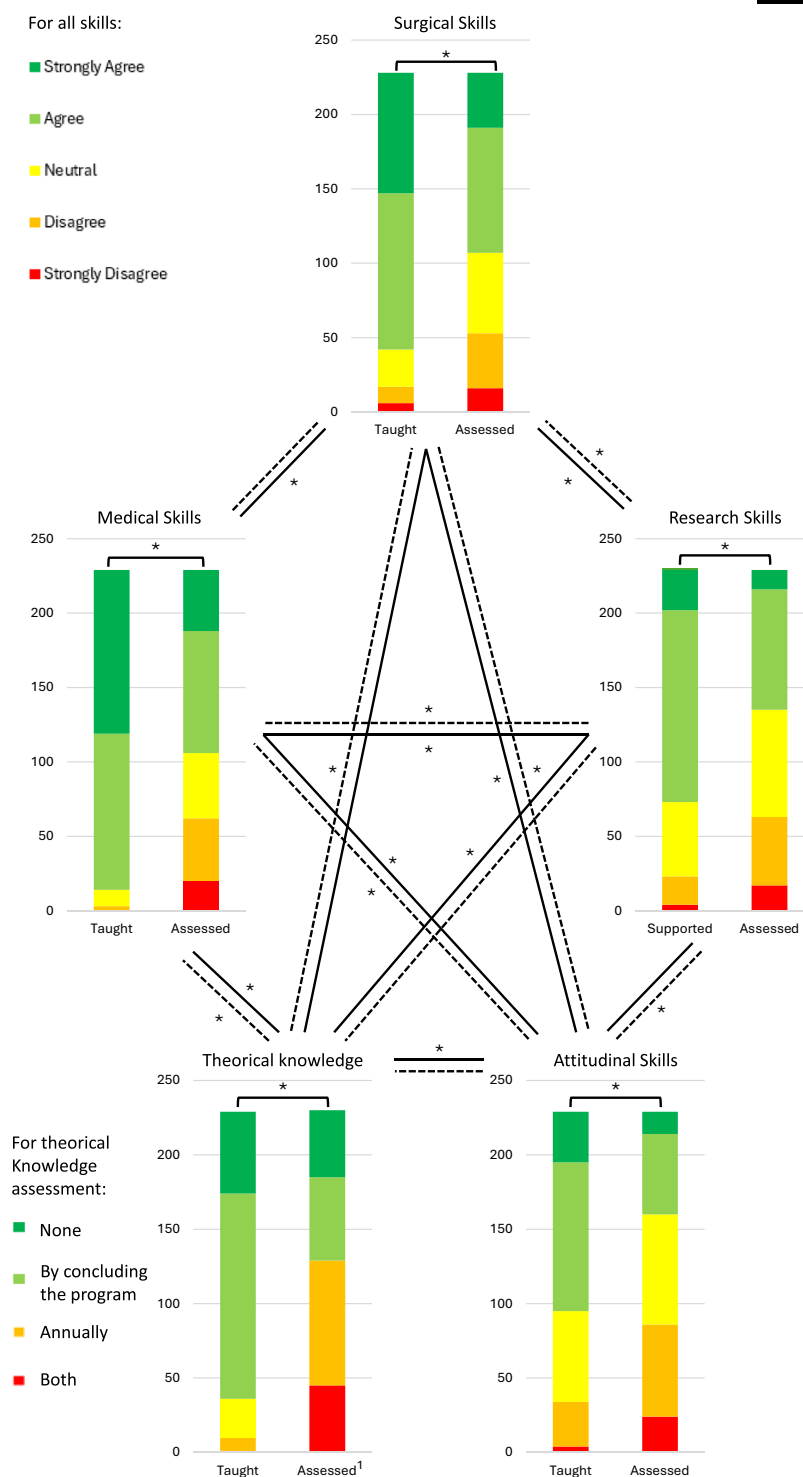 For all skills:
Strongly Agree
Agree
Neutral
Disagree
Strongly Disagree
Surgical Skills
250
200
150
100
50
0
*
Taught
Assessed
*
*
*
Medical Skills
250
200
150
100
50
0
*
Taught
Assessed
Research Skills
250
200
150
100
50
0
*
Supported
Assessed
*
*
*
*
*
*
*
*
*
*
*
*
*
Theorical knowledge
250
200
150
100
50
0
*
Taught
Assessed1
Attitudinal Skills
250
200
150
100
50
0
*
Taught
Assessed
For theorical
Knowledge
assessment:
None
By concluding
the program
Annually
Both